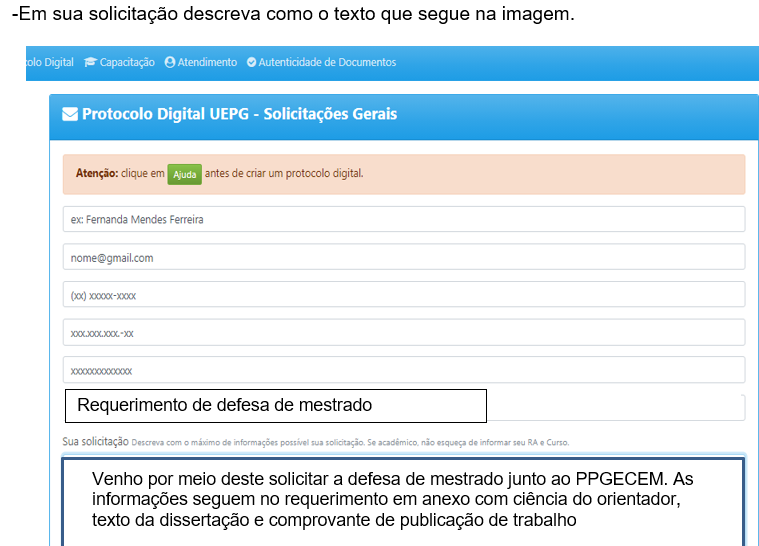 -Em sua solicitação descreva como o texto que segue na imagem.
Digital Capacitação Atendimento Autenticidade de Documentos
Protocolo Digital UEPG - Solicitações Gerais
Atenção: clique em Ajuda antes de criar um protocolo digital.
ex: Fernanda Mendes Ferreira
nome@gmail.com
(xx) xxxxx-xxxx
xxx.xxx.xxx.-xx
xxxxxxxxxxxxx
Requerimento de defesa de mestrado
Sua solicitação Descreva com o máximo de informações possível sua solicitação. Se acadêmico, não esqueça de informar seu RA e Curso.
Venho por meio deste solicitar a defesa de mestrado junto ao PPGECEM. As
informações seguem no requerimento em anexo com ciência do orientador,
texto da dissertação e comprovante de publicação de trabalho